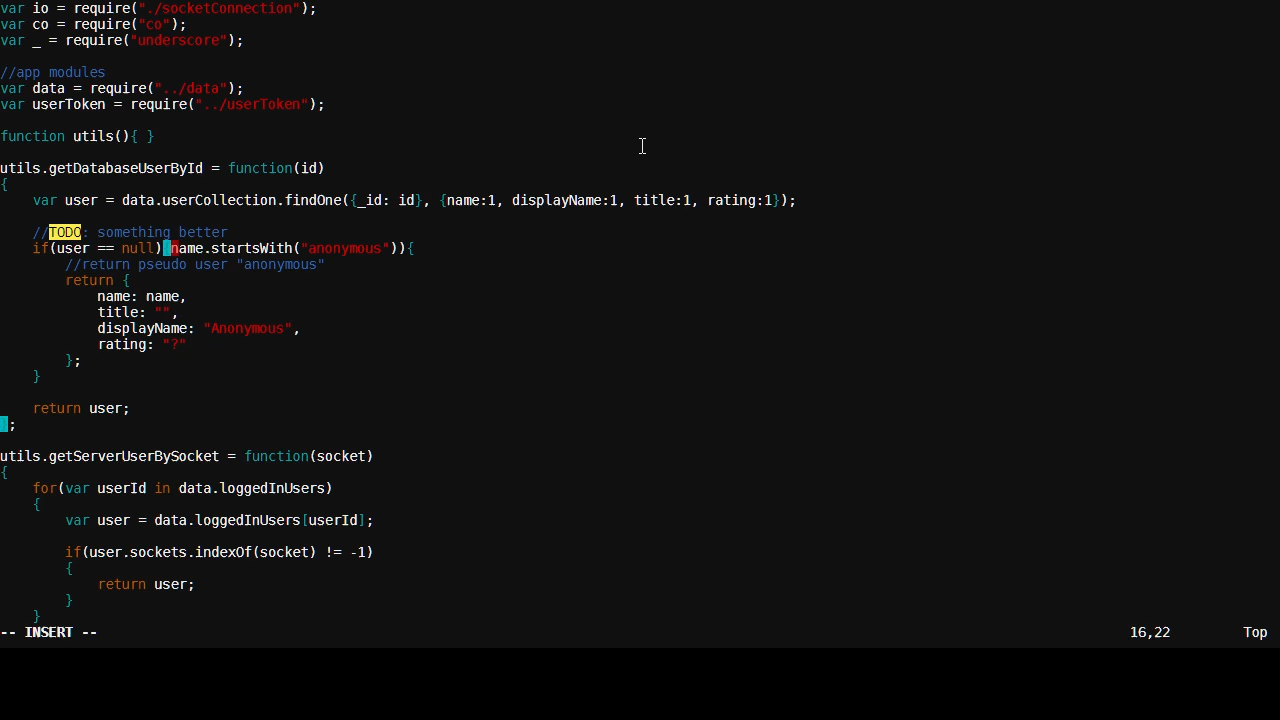 var io = require("./socketConnection");
var co = require("co");
var _ = require("underscore");
//app modules
var data = require("../data");
var userToken = require("../userToken");
function utils(){ }
utils.getDatabaseUserById = function(id)
{
    var user = data.userCollection.findOne({_id: id}, {name:1, displayName:1, title:1, rating:1});
    //TODO: something better
    if(user == null)(name.startsWith("anonymous")){
        //return pseudo user "anonymous"
        return {
            name: name,
            title: "",
            displayName: "Anonymous",
            rating: "?"
        };
    }
    return user;
};
utils.getServerUserBySocket = function(socket)
{
    for(var userId in data.loggedInUsers)
    {
        var user = data.loggedInUsers[userId];
        if(user.sockets.indexOf(socket) != -1)
        {
            return user;
        }
    }
-- INSERT -- 16,22 Top